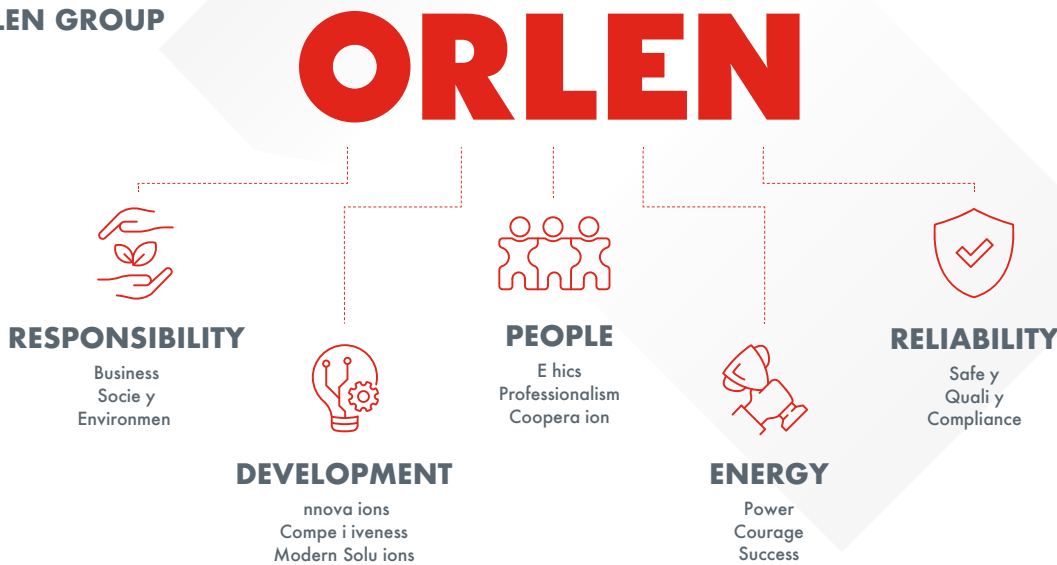 LEN GROUP
ORLEN
RESPONSIBILITY
Business
Socie y
Environmen
DEVELOPMENT
nnova ions
Compe i iveness
Modern Solu ions
PEOPLE
E hics
Professionalism
Coopera ion
ENERGY
Power
Courage
Success
RELIABILITY
Safe y
Quali y
Compliance